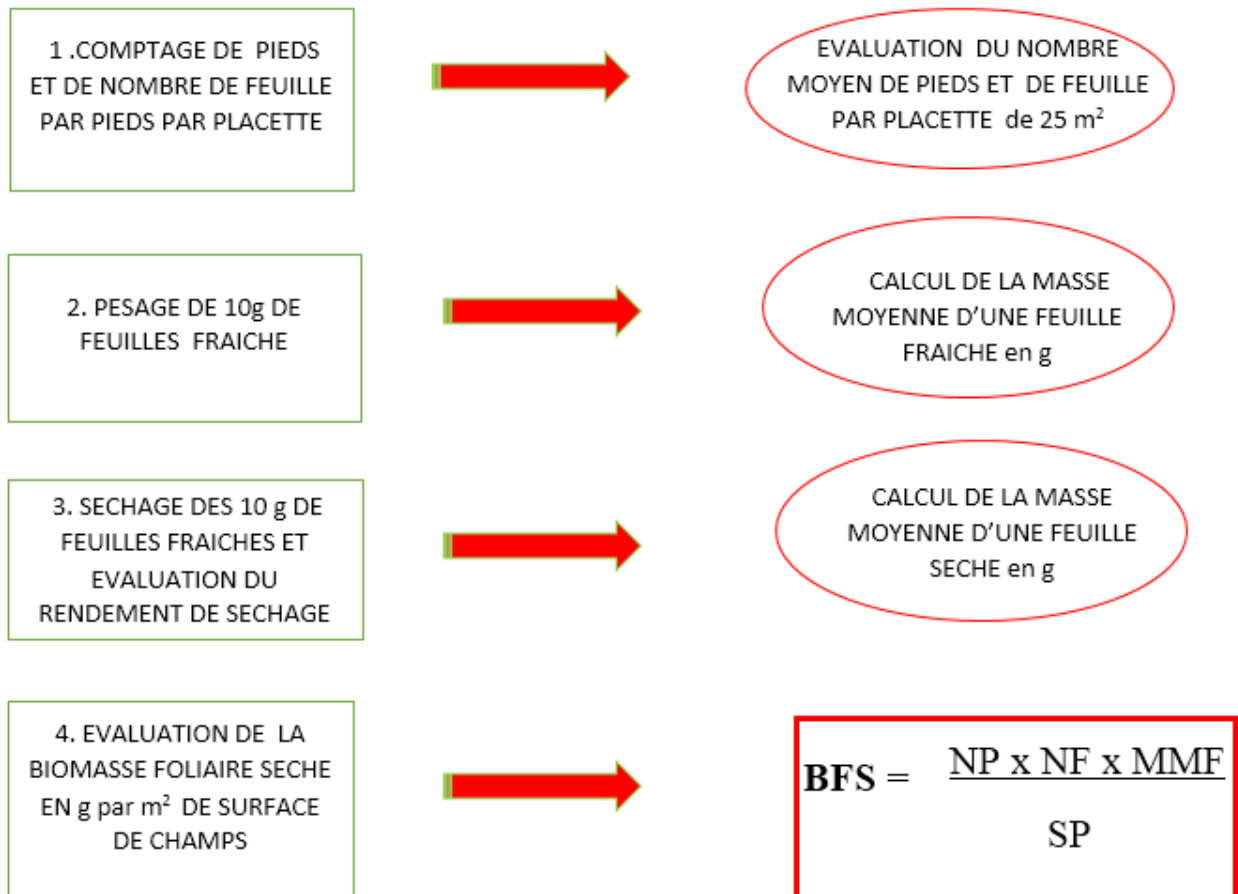 1 .COMPTAGE DE PIEDS
ET DE NOMBRE DE FEUILLE
PAR PIEDS PAR PLACETTE
EVALUATION DU NOMBRE
MOYEN DE PIEDS ET DE FEUILLE
PAR PLACETTE de 25 m²
2. PESAGE DE 10g DE
FEUILLES FRAICHE
CALCUL DE LA MASSE
MOYENNE D’UNE FEUILLE
FRAICHE en g
3. SECHAGE DES 10 g DE
FEUILLES FRAICHES ET
EVALUATION DU
RENDEMENT DE SECHAGE
CALCUL DE LA MASSE
MOYENNE D’UNE FEUILLE
SECHE en g
4. EVALUATION DE LA
BIOMASSE FOLIAIRE SECHE
EN g par m² DE SURFACE
DE CHAMPS
BFS = NP x NF x MMF
SP